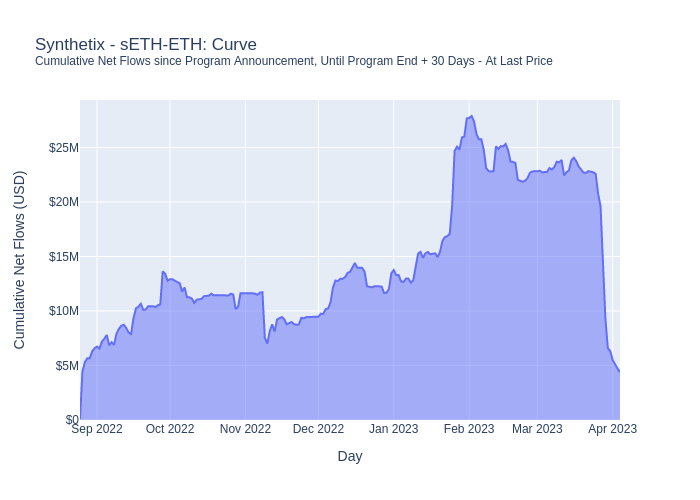 Synthetix - sETH-ETH: Curve
Cumulative Net Flows since Program Announcement, Until Program End + 30 Days - At Last Price
$25M
$20M
$15M
$10M
$5M
$0
Cumulative Net Flows (USD)
Sep 2022 Oct 2022 Nov 2022 Dec 2022 Jan 2023 Feb 2023 Mar 2023 Apr 2023
Day